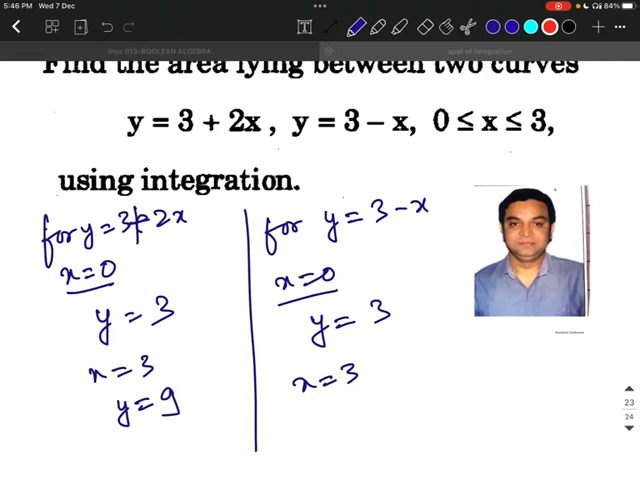 5:46 PM Wed 7 Dec
84%
incs 013-BOOLEAN ALGEBRA
appl of integration
Find the area lying between two curves
y = 3 + 2x , y = 3 – x, 0 ≤ x ≤ 3,
using integration.
for y = 3+2x
x=0
y = 3
x = 3
y = 9
for y = 3 - x
x=0
y = 3
x = 3
23
24